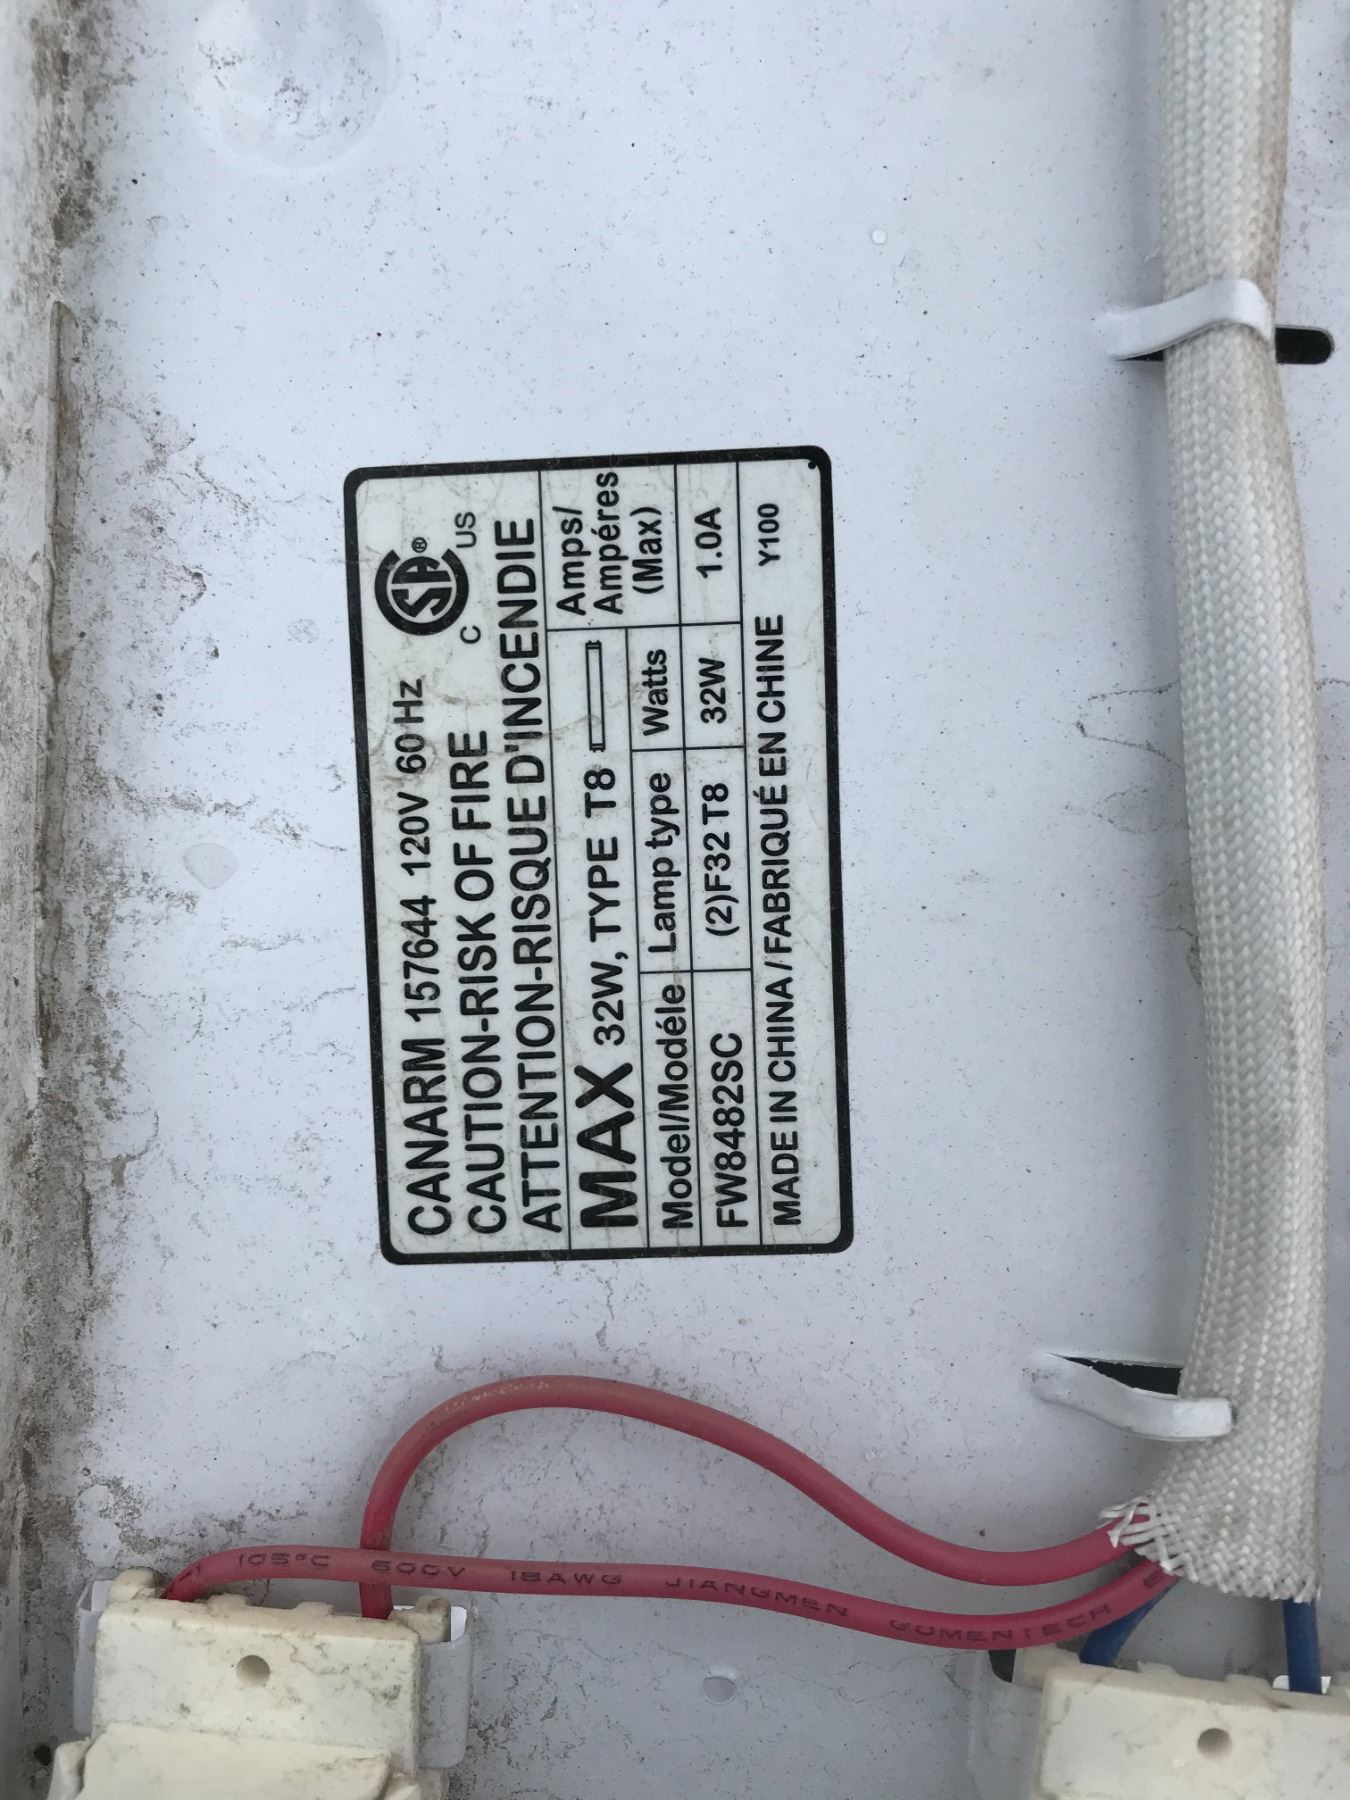 CANARM 157644 120V 60 Hz
C SA® US
CAUTION-RISK OF FIRE
ATTENTION-RISQUE D'INCENDIE
MAX 32W, TYPE T8
Amps/
Ampéres
(Max)
Model/Modéle Lamp type Watts
FW8482SC (2)F32 T8 32W 1.0A
MADE IN CHINA / FABRIQUÉ EN CHINE Y100
105°C 600V 18AWG JIANGMEN GOMENTECH